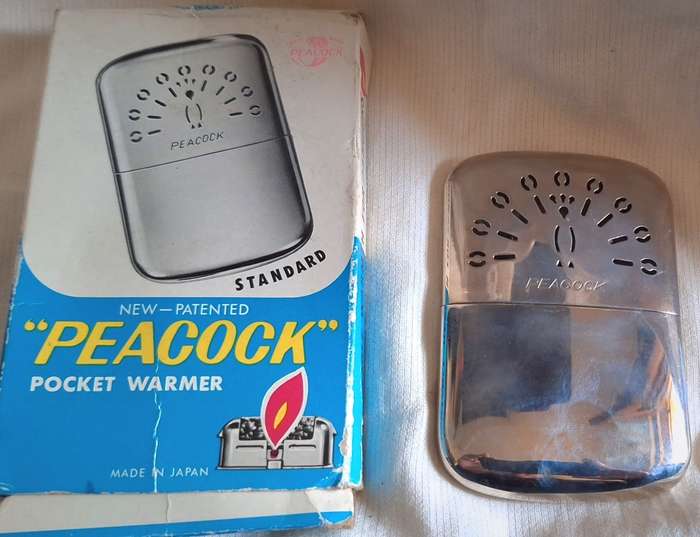 PEACOCK
PEACOCK
STANDARD
NEW—PATENTED
"PEACOCK"
POCKET WARMER
MADE IN JAPAN
PEACOCK